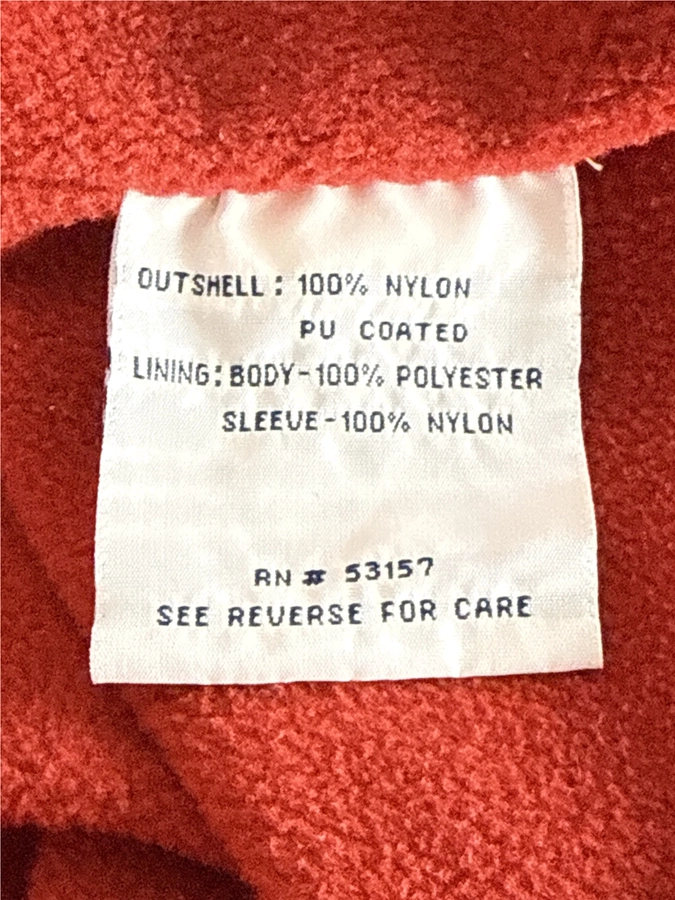 OUTSHELL: 100% NYLON
PU COATED
LINING: BODY-100% POLYESTER
SLEEVE-100% NYLON
RN # 53157
SEE REVERSE FOR CARE